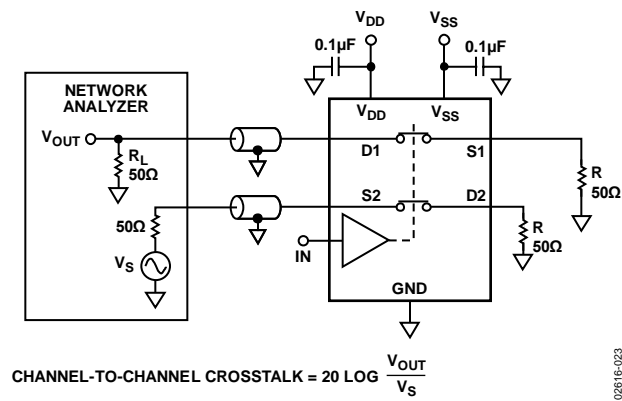 V_DD V_SS
0.1µF 0.1µF
NETWORK
ANALYZER
V_DD V_SS
V_OUT
D1 S1
R_L
50Ω
R
50Ω
S2 D2
50Ω
R
50Ω
V_S
IN
GND
CHANNEL-TO-CHANNEL CROSSTALK = 20 LOG V_OUT / V_S
02616-023